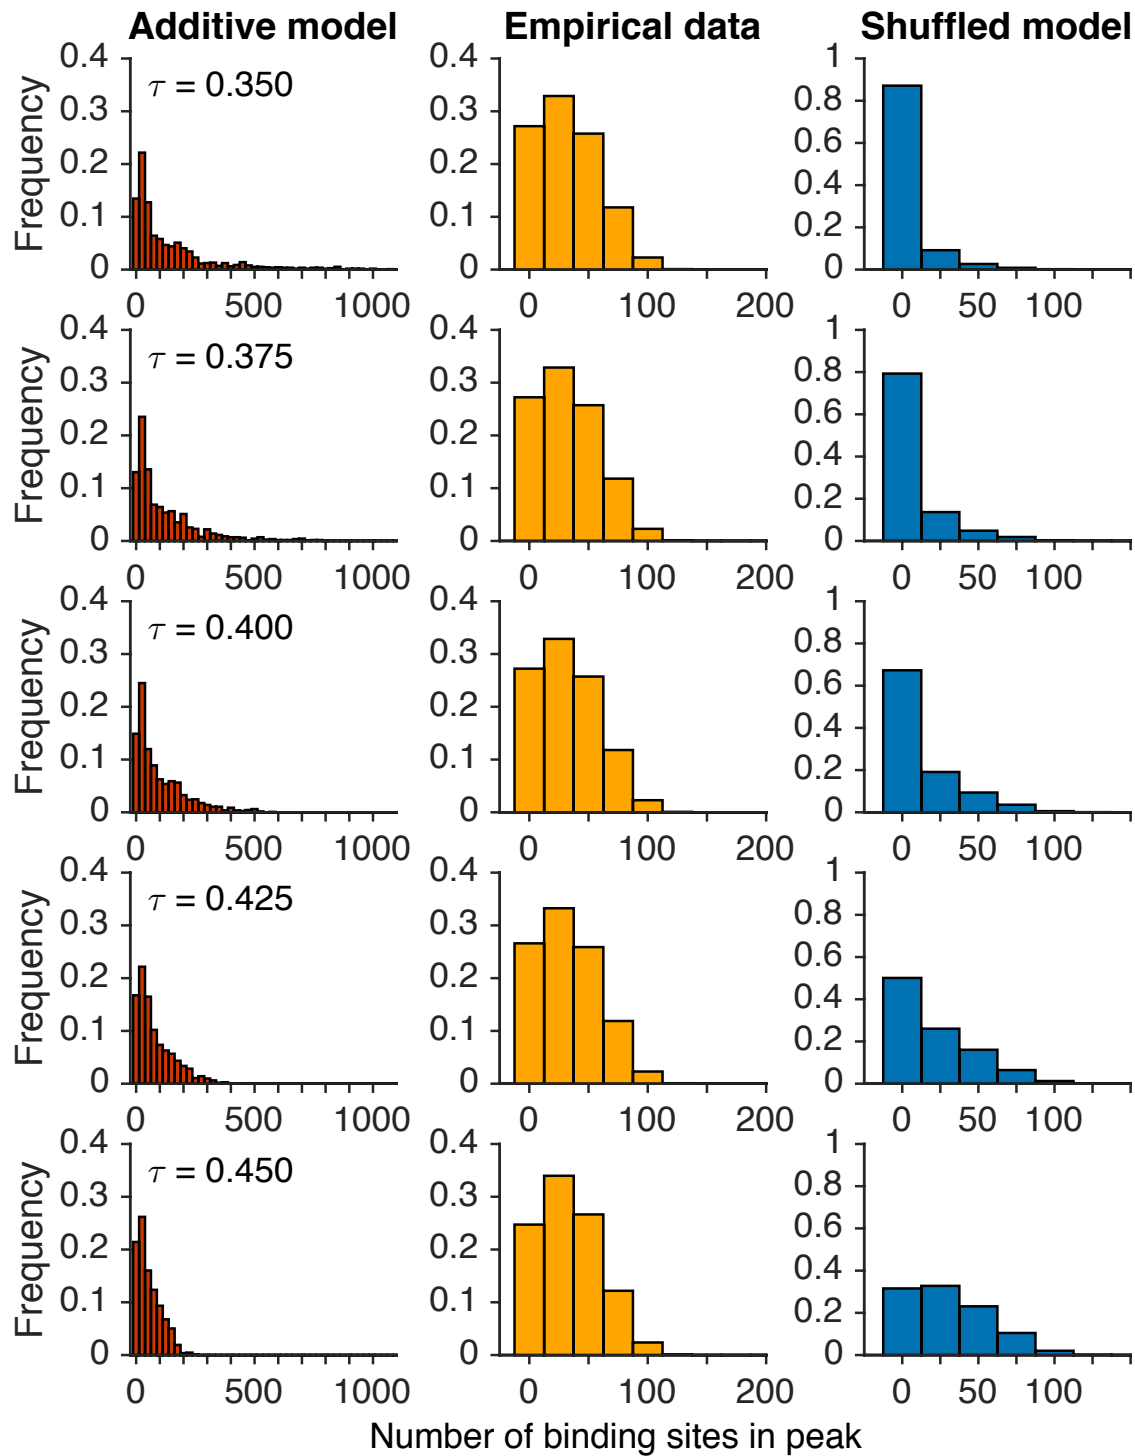 Additive model Empirical data Shuffled model
0.4 0.4 1
τ = 0.350
0.3 0.3 0.8
0.6
0.2 0.2
0.4
0.1 0.1
0.2
0 0 0
Frequency
0 500 1000 0 100 200 0 50 100
0.4 0.4 1
τ = 0.375
0.3 0.3 0.8
0.6
0.2 0.2
0.4
0.1 0.1
0.2
0 0 0
Frequency
0 500 1000 0 100 200 0 50 100
0.4 0.4 1
τ = 0.400
0.3 0.3 0.8
0.6
0.2 0.2
0.4
0.1 0.1
0.2
0 0 0
Frequency
0 500 1000 0 100 200 0 50 100
0.4 0.4 1
τ = 0.425
0.3 0.3 0.8
0.6
0.2 0.2
0.4
0.1 0.1
0.2
0 0 0
Frequency
0 500 1000 0 100 200 0 50 100
0.4 0.4 1
τ = 0.450
0.3 0.3 0.8
0.6
0.2 0.2
0.4
0.1 0.1
0.2
0 0 0
Frequency
0 500 1000 0 100 200 0 50 100
Number of binding sites in peak